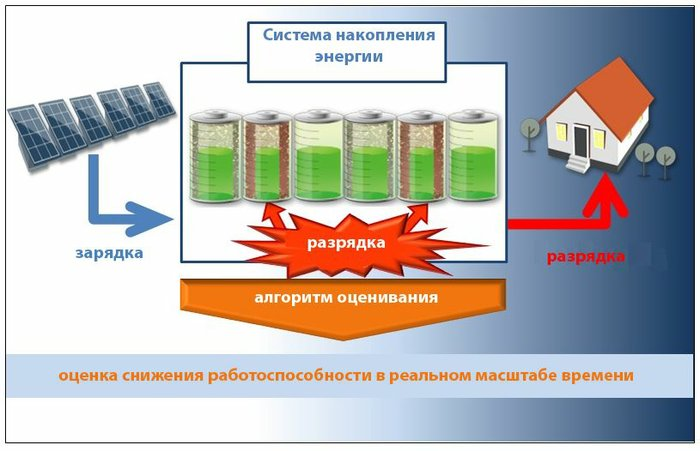 Система накопления
энергии
зарядка
разрядка
разрядка
алгоритм оценивания
оценка снижения работоспособности в реальном масштабе времени